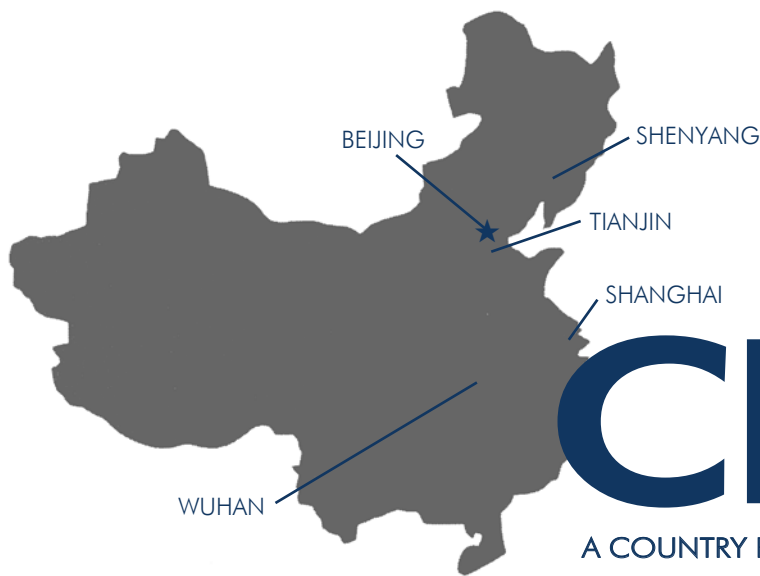 BEIJING
SHENYANG
TIANJIN
SHANGHAI
WUHAN
C
A COUNTRY